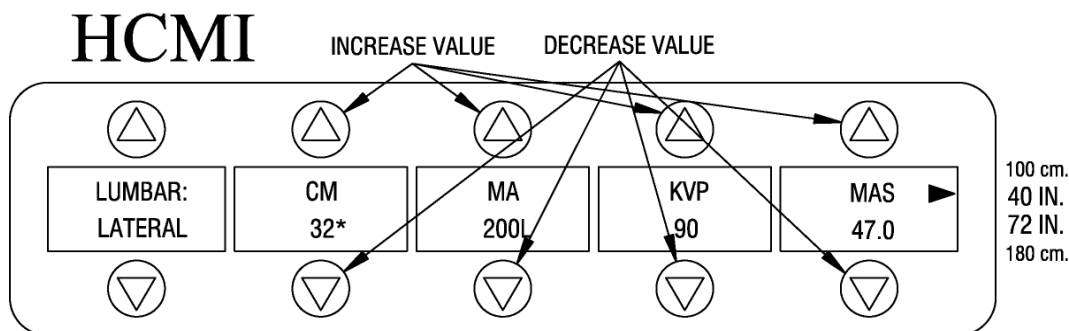 HCMI
INCREASE VALUE
DECREASE VALUE
LUMBAR:
LATERAL
CM
32*
MA
200L
KVP
90
MAS
47.0
100 cm.
40 IN.
72 IN.
180 cm.